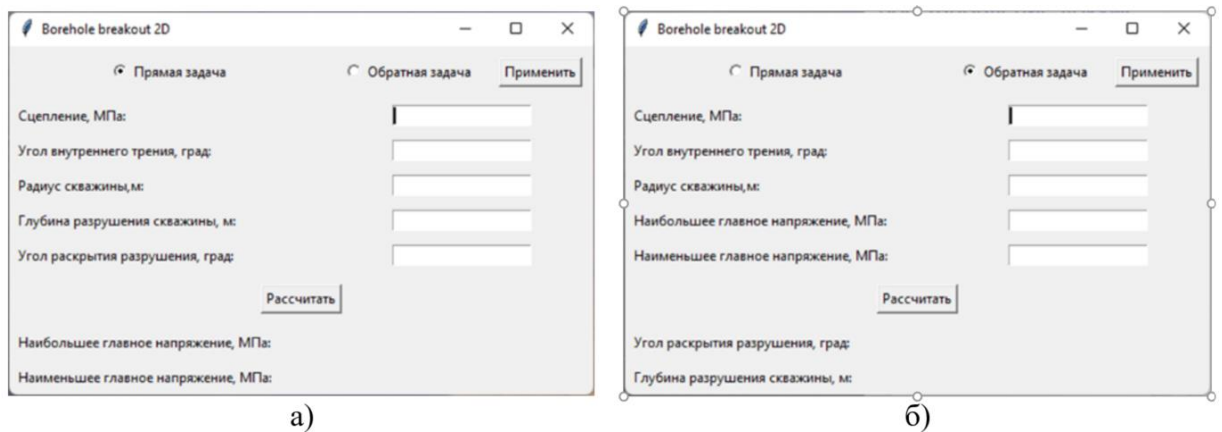 Borehole breakout 2D
Прямая задача Обратная задача Применить
Сцепление, МПа:
Угол внутреннего трения, град:
Радиус скважины,м:
Глубина разрушения скважины, м:
Угол раскрытия разрушения, град:
Рассчитать
Наибольшее главное напряжение, МПа:
Наименьшее главное напряжение, МПа:
а)
Borehole breakout 2D
Прямая задача Обратная задача Применить
Сцепление, МПа:
Угол внутреннего трения, град:
Радиус скважины,м:
Наибольшее главное напряжение, МПа:
Наименьшее главное напряжение, МПа:
Рассчитать
Угол раскрытия разрушения, град:
Глубина разрушения скважины, м:
б)